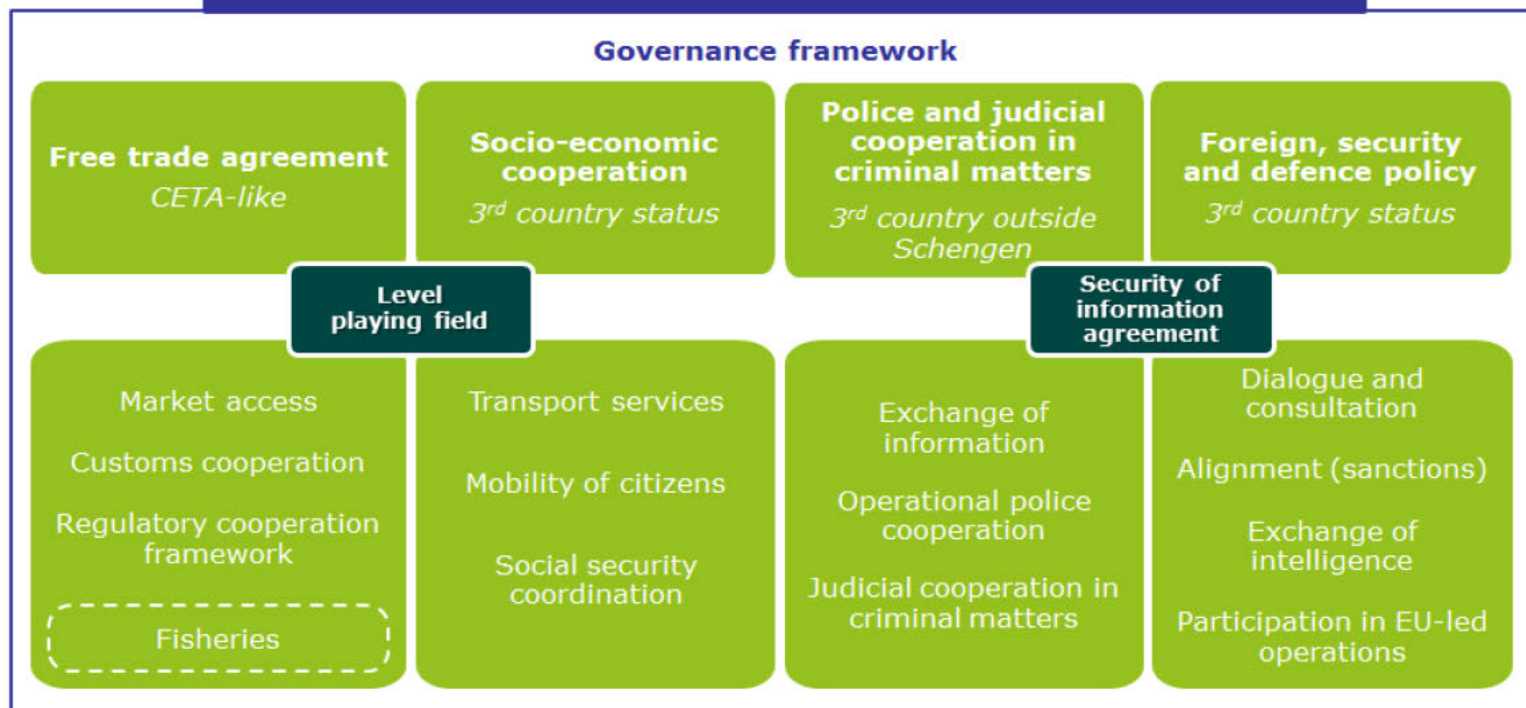 Governance framework
Free trade agreement
CETA-like
Socio-economic
cooperation
3rd country status
Police and judicial
cooperation in
criminal matters
3rd country outside
Schengen
Foreign, security
and defence policy
3rd country status
Level
playing field
Security of
information
agreement
Market access
Customs cooperation
Regulatory cooperation
framework
Fisheries
Transport services
Mobility of citizens
Social security
coordination
Exchange of
information
Operational police
cooperation
Judicial cooperation in
criminal matters
Dialogue and
consultation
Alignment (sanctions)
Exchange of
intelligence
Participation in EU-led
operations